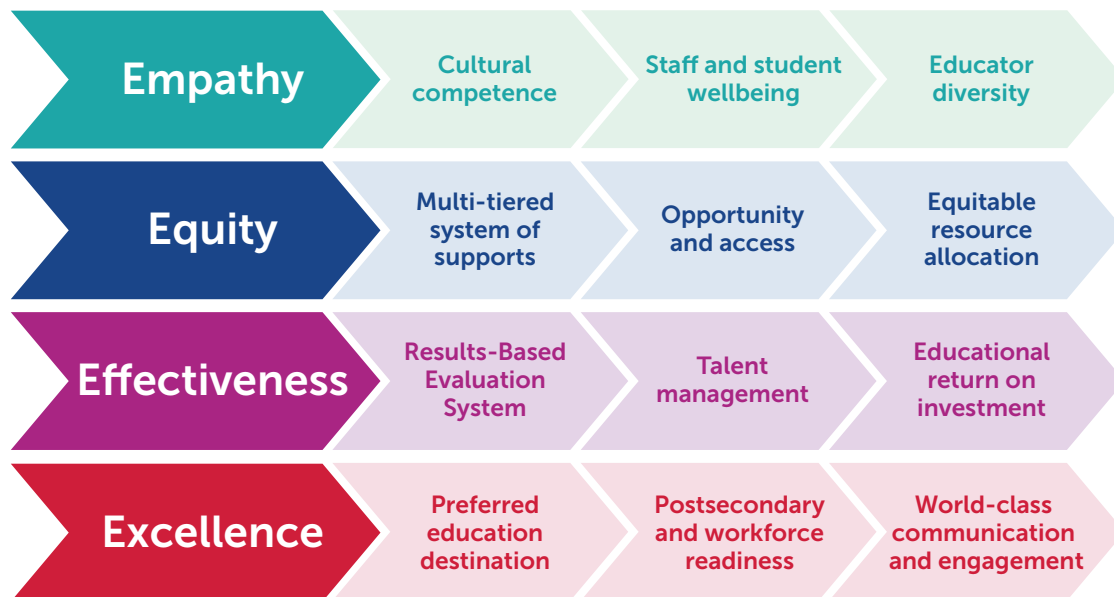 Empathy
Cultural
competence
Staff and student
wellbeing
Educator
diversity
Equity
Multi-tiered
system of
supports
Opportunity
and access
Equitable
resource
allocation
Effectiveness
Results-Based
Evaluation
System
Talent
management
Educational
return on
investment
Excellence
Preferred
education
destination
Postsecondary
and workforce
readiness
World-class
communication
and engagement